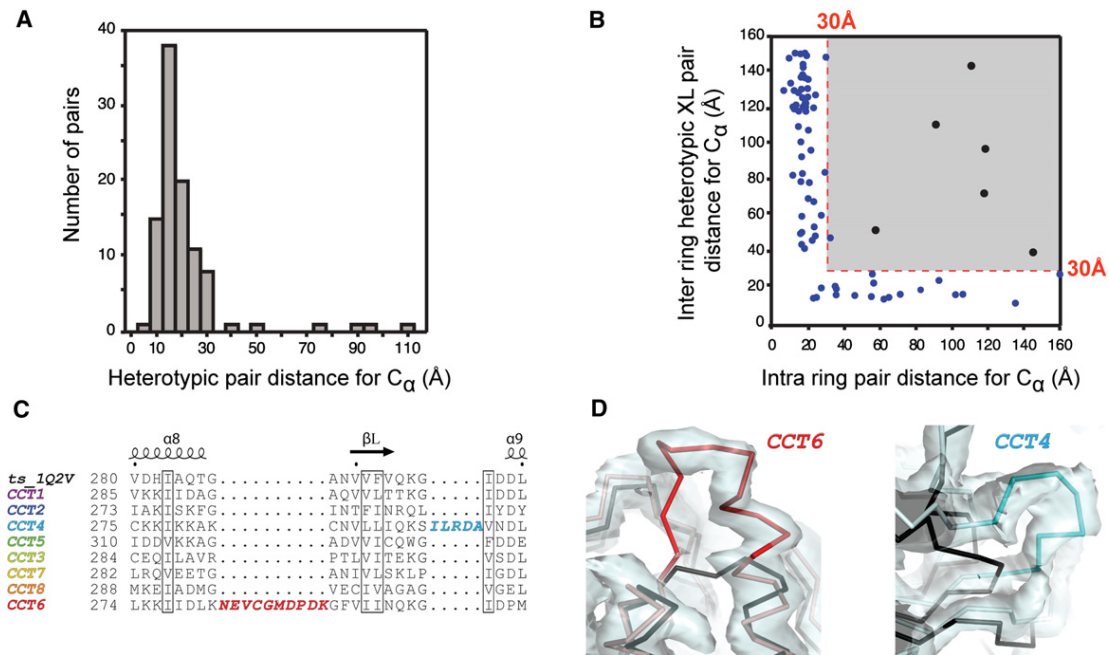 A
40
30
20
10
0
Number of pairs
0 10 30 50 70 90 110
Heterotypic pair distance for Cα (Å)
B
30Å
160
140
120
100
80
60
40
20
0
Inter ring heterotypic XL pair
distance for Cα (Å)
30Å
0 20 40 60 80 100 120 140 160
Intra ring pair distance for Cα (Å)
C
α8 βL α9
ts_1Q2V 280 VDHIAQTG...........ANVVFVQKG.....IDDL
CCT1 285 VKKIIDAG...........AQVVLTTKG.....IDDL
CCT2 273 IAKISKFG...........INTFINRQL.....IYDY
CCT4 275 CKKIKKAG...........CNVLLIQKSILRDAVNDL
CCT5 310 IDDVKKIG...........ADVVICQWG.....FDDE
CCT3 284 CEQILAVR...........PTLVITEKG.....ISDL
CCT7 282 LRQVEETG...........ANIVLSKLP.....IGDL
CCT8 288 MKEIADMG...........VECIVAGGA.....VGEL
CCT6 274 LKKIIDLKNEVCGMDPDKGFVIINQKG.....IDPM
D
CCT6
CCT4